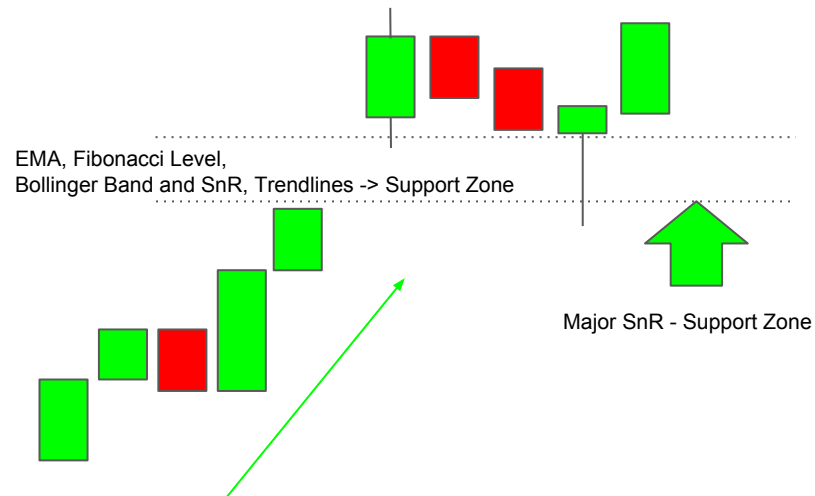 EMA, Fibonacci Level,
Bollinger Band and SnR, Trendlines -> Support Zone
Major SnR - Support Zone